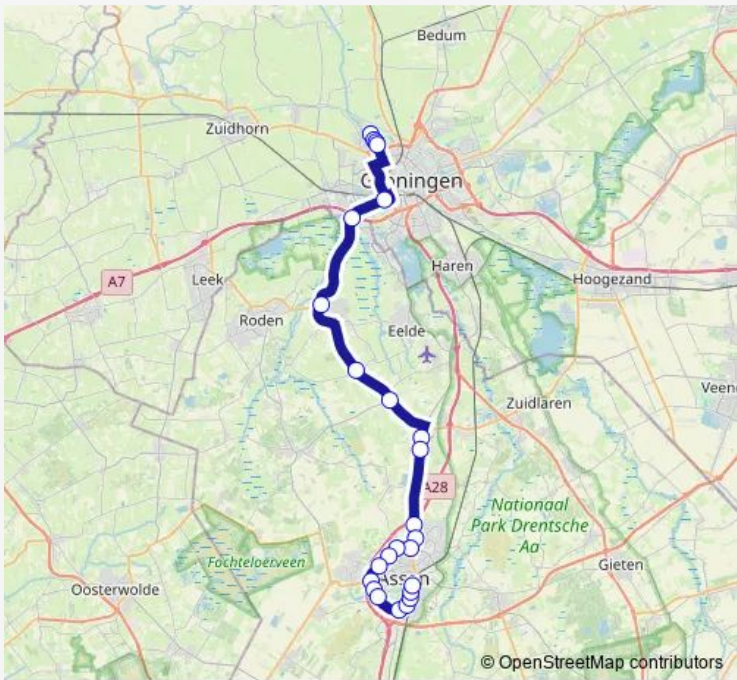 Bedum
Zuidhorn
Groningen
Haren
Hoogezand
A7
Leek
Roden
Eelde
Zuidlaren
A28
Nationaal
Park Drentsche
Aa
Fochteloërveen
Gieten
Oosterwolde
Assen
© OpenStreetMap contributors